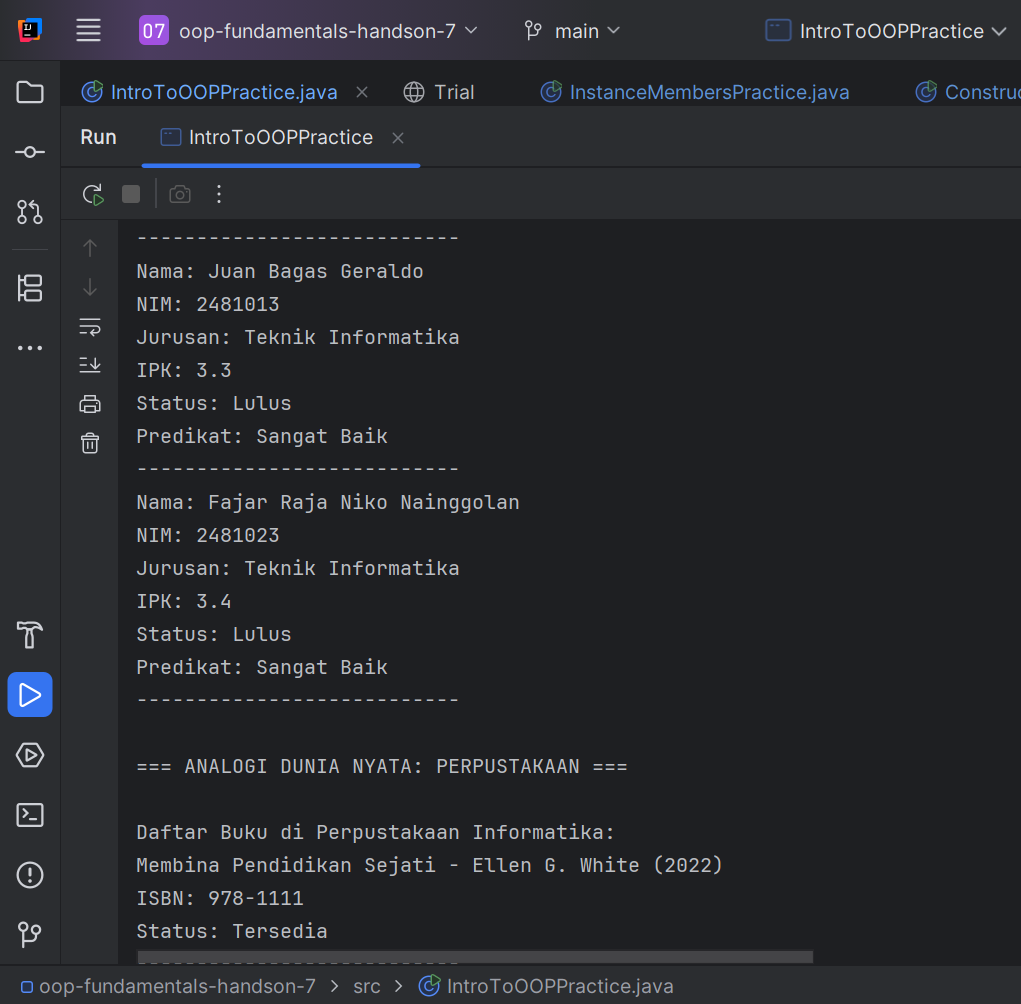 IJ
07 oop-fundamentals-handson-7 main IntroToOOPPractice
IntroToOOPPractice.java Trial InstanceMembersPractice.java Construc
Run IntroToOOPPractice
---------------------------
Nama: Juan Bagas Geraldo
NIM: 2481013
Jurusan: Teknik Informatika
IPK: 3.3
Status: Lulus
Predikat: Sangat Baik
---------------------------
Nama: Fajar Raja Niko Nainggolan
NIM: 2481023
Jurusan: Teknik Informatika
IPK: 3.4
Status: Lulus
Predikat: Sangat Baik
---------------------------
=== ANALOGI DUNIA NYATA: PERPUSTAKAAN ===
Daftar Buku di Perpustakaan Informatika:
Membina Pendidikan Sejati - Ellen G. White (2022)
ISBN: 978-1111
Status: Tersedia
---------------------------
oop-fundamentals-handson-7 > src > IntroToOOPPractice.java